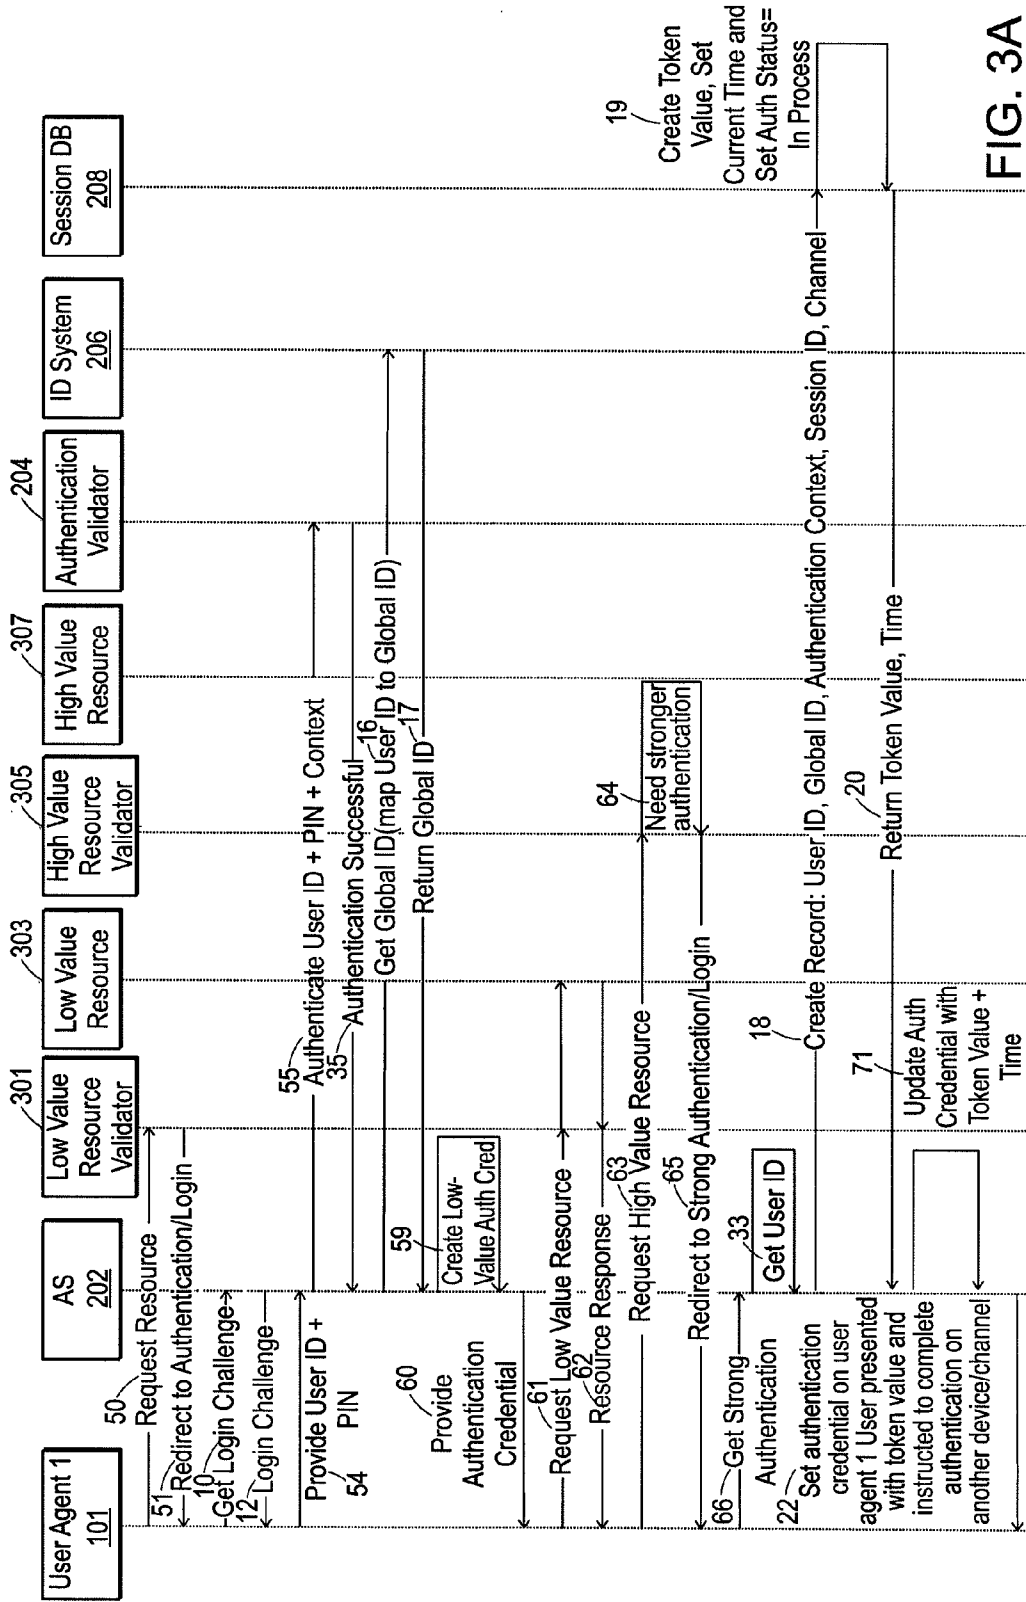 User Agent 1
101
AS
202
301
Low Value
Resource
Validator
303
Low Value
Resource
305
High Value
Resource
Validator
307
High Value
Resource
204
Authentication
Validator
ID System
206
Session DB
208
50
Request Resource
51
Redirect to Authentication/Login
10
Get Login Challenge
12
Login Challenge
Provide User ID +
PIN
54
55
Authenticate User ID + PIN + Context
35
Authentication Successful
16
Get Global ID(map User ID to Global ID)
17
Return Global ID
59
Create Low-
Value Auth Cred
60
Provide
Authentication
Credential
61
Request Low Value Resource
62
Resource Response
63
Request High Value Resource
64
Need stronger
authentication
65
Redirect to Strong Authentication/Login
66
Get Strong
Authentication
33
Get User ID
18
Create Record: User ID, Global ID, Authentication Context, Session ID, Channel
19
Create Token
Value, Set
Current Time and
Set Auth Status=
In Process
20
Return Token Value, Time
71
Update Auth
Credential with
Token Value +
Time
22
Set authentication
credential on user
agent 1 User presented
with token value and
instructed to complete
authentication on
another device/channel
FIG. 3A